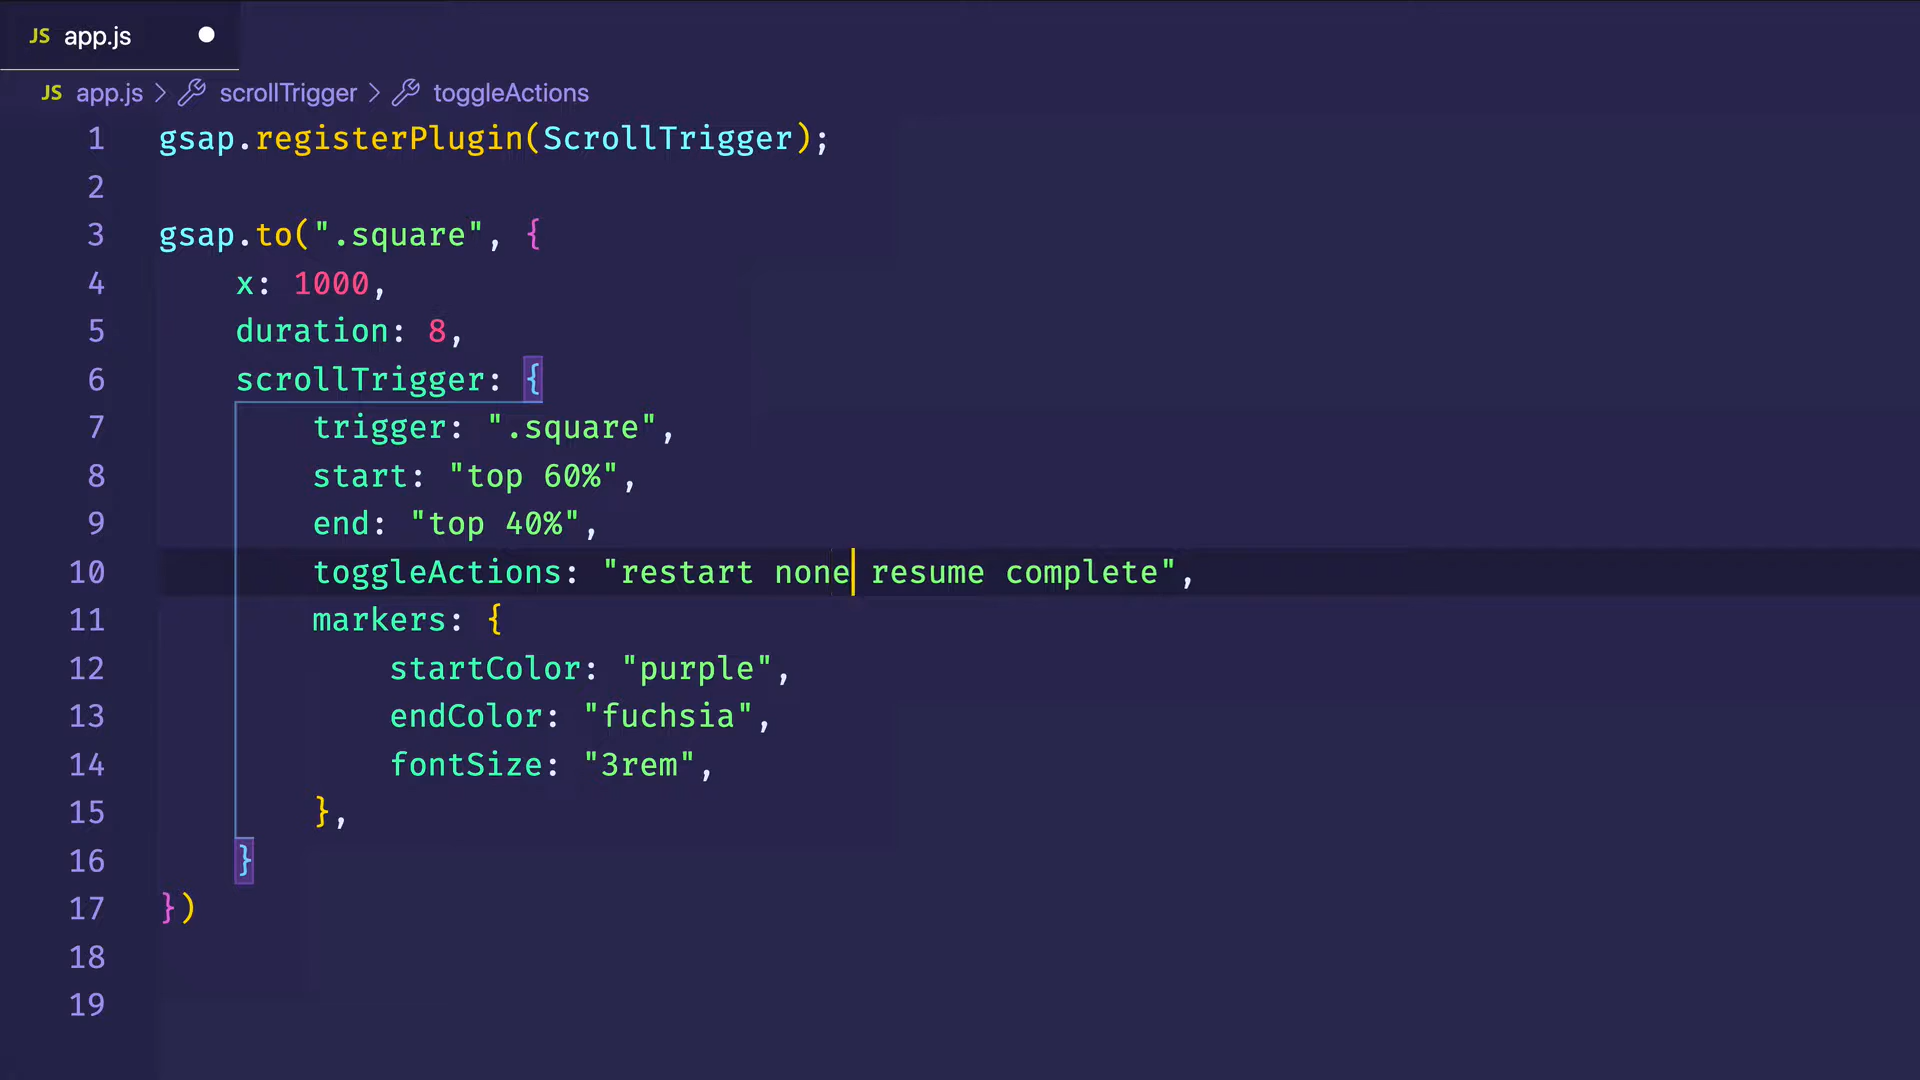 JS app.js
JS app.js > scrollTrigger > toggleActions
1 gsap.registerPlugin(ScrollTrigger);
2
3 gsap.to(".square", {
4     x: 1000,
5     duration: 8,
6     scrollTrigger: {
7         trigger: ".square",
8         start: "top 60%",
9         end: "top 40%",
10         toggleActions: "restart none resume complete",
11         markers: {
12             startColor: "purple",
13             endColor: "fuchsia",
14             fontSize: "3rem",
15         },
16     }
17 })
18
19